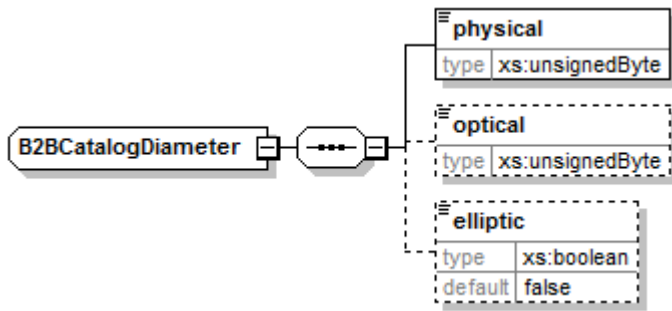 physical
type xs:unsignedByte
B2BCatalogDiameter
optical
type xs:unsignedByte
elliptic
type xs:boolean
default false